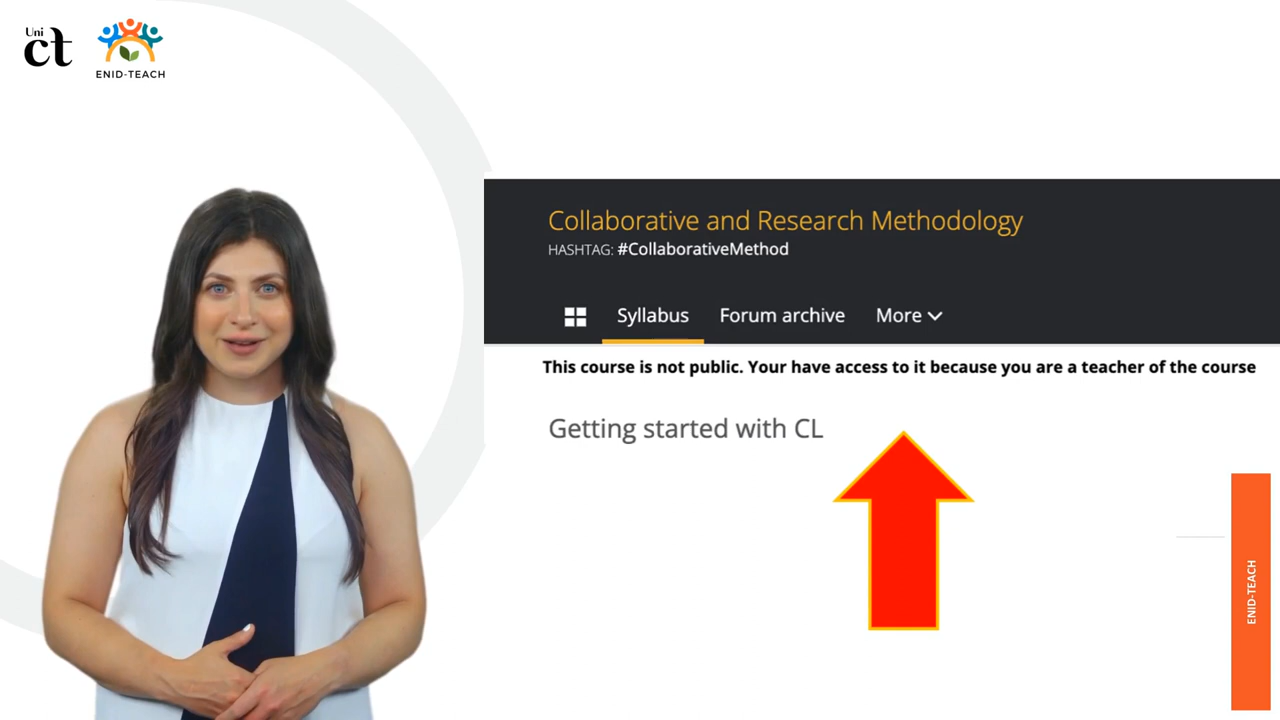 Uni
ct
ENID-TEACH
Collaborative and Research Methodology
HASHTAG: #CollaborativeMethod
Syllabus Forum archive More
This course is not public. Your have access to it because you are a teacher of the course
Getting started with CL
ENID-TEACH